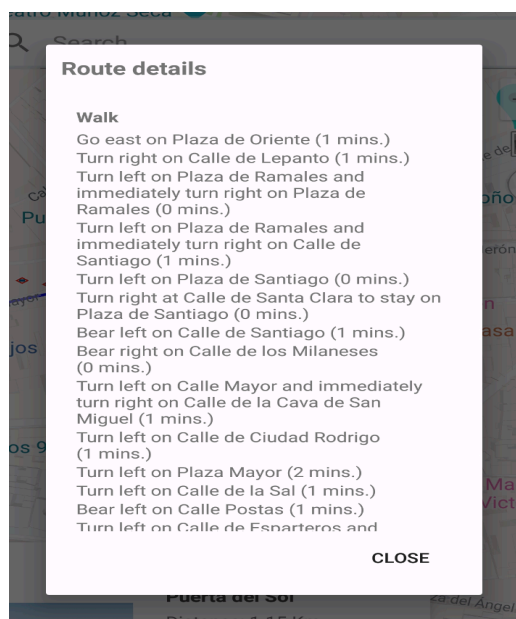 Search
Route details
Walk
Go east on Plaza de Oriente (1 mins.)
Turn right on Calle de Lepanto (1 mins.)
Turn left on Plaza de Ramales and
immediately turn right on Plaza de
Ramales (0 mins.)
Turn left on Plaza de Ramales and
immediately turn right on Calle de
Santiago (1 mins.)
Turn left on Plaza de Santiago (0 mins.)
Turn right at Calle de Santa Clara to stay on
Plaza de Santiago (0 mins.)
Bear left on Calle de Santiago (1 mins.)
Bear right on Calle de los Milaneses
(0 mins.)
Turn left on Calle Mayor and immediately
turn right on Calle de la Cava de San
Miguel (1 mins.)
Turn left on Calle de Ciudad Rodrigo
(1 mins.)
Turn left on Plaza Mayor (2 mins.)
Turn left on Calle de la Sal (1 mins.)
Bear left on Calle Postas (1 mins.)
Turn left on Calle de Esparteros and
CLOSE
Puerta del Sol